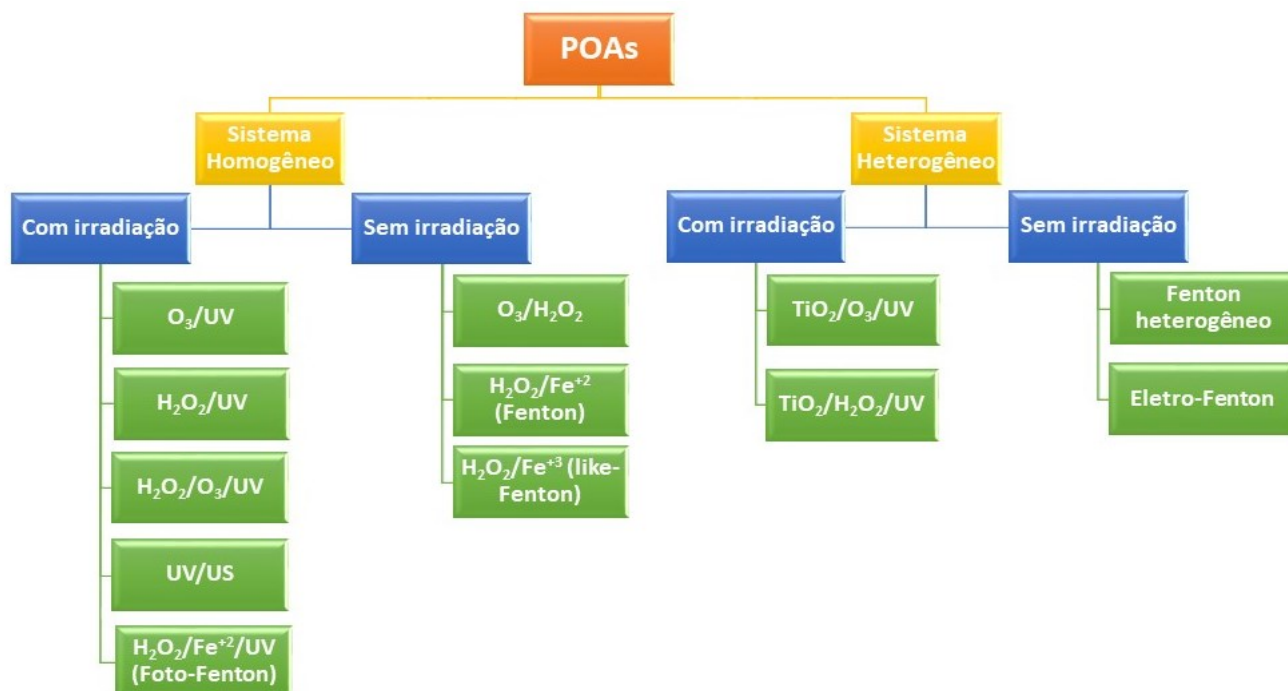 POAs
Sistema
Homogêneo
Sistema
Heterogêneo
Com irradiação
Sem irradiação
Com irradiação
Sem irradiação
O₃/UV
H₂O₂/UV
H₂O₂/O₃/UV
UV/US
H₂O₂/Fe⁺²/UV
(Foto-Fenton)
O₃/H₂O₂
H₂O₂/Fe⁺²
(Fenton)
H₂O₂/Fe⁺³ (like-
Fenton)
TiO₂/O₃/UV
TiO₂/H₂O₂/UV
Fenton
heterogêneo
Eletro-Fenton